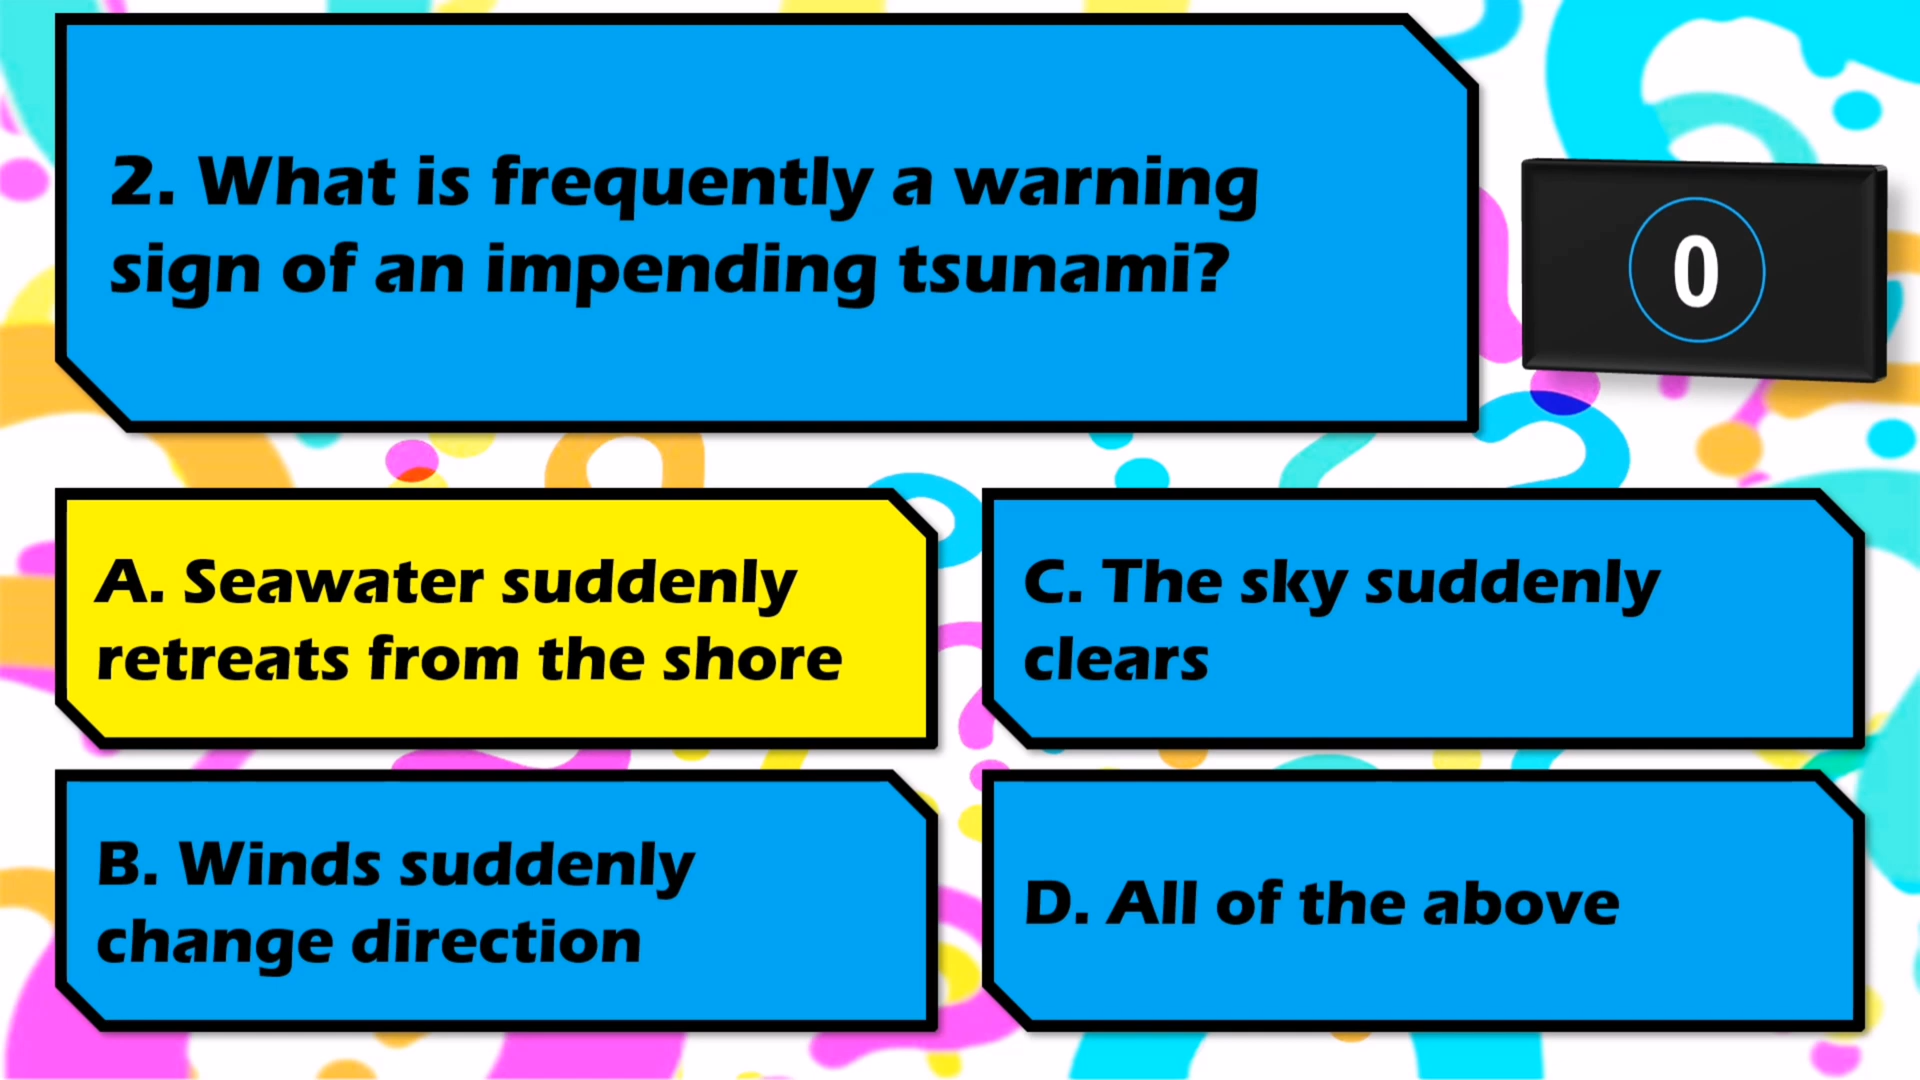 2. What is frequently a warning
sign of an impending tsunami?
0
A. Seawater suddenly
retreats from the shore
C. The sky suddenly
clears
B. Winds suddenly
change direction
D. All of the above